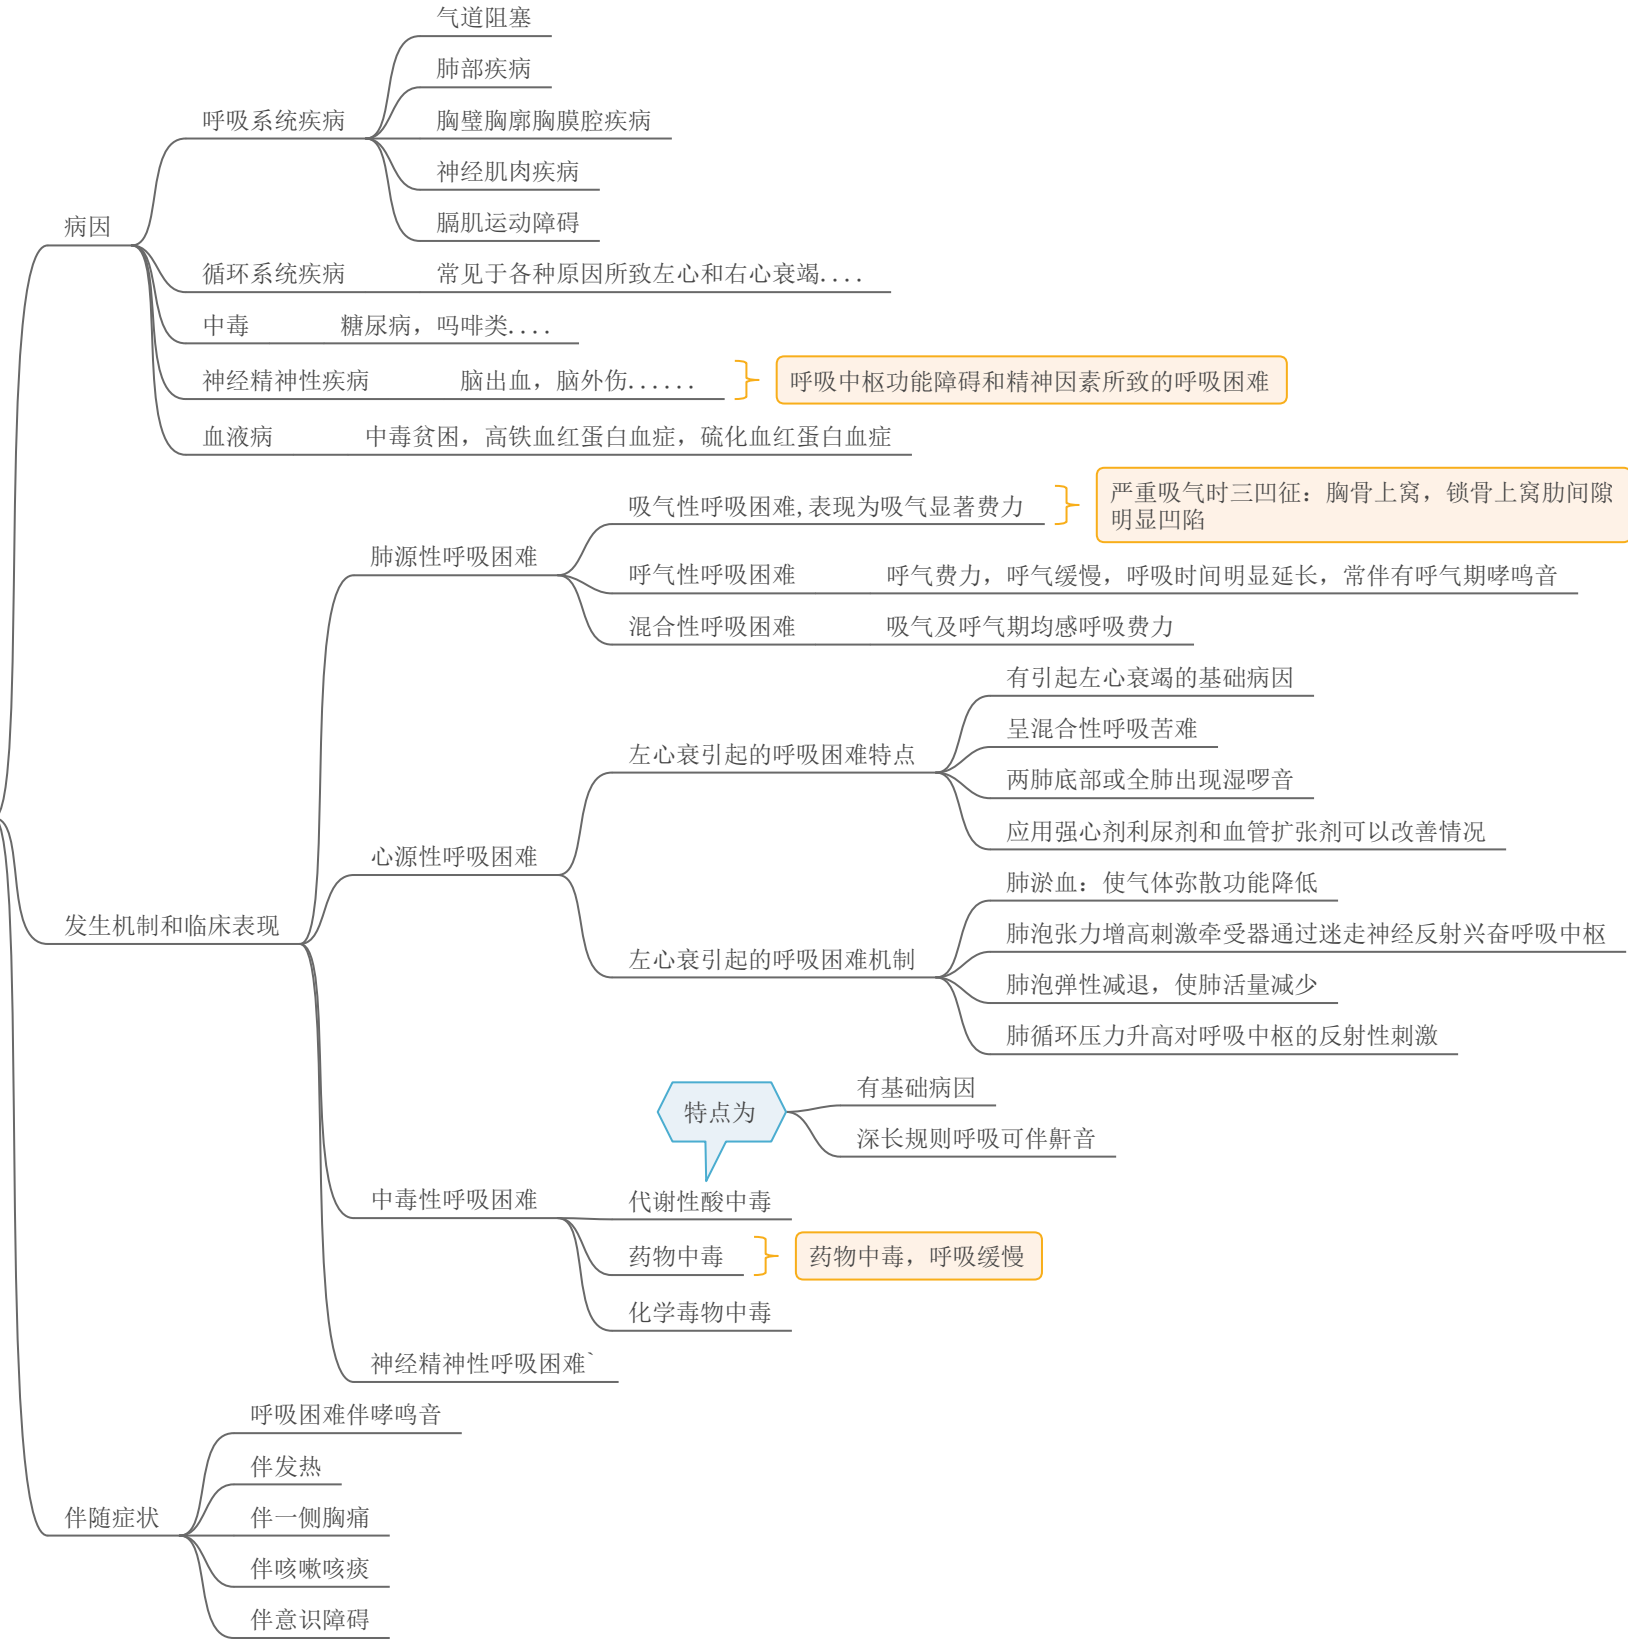 气道阻塞
肺部疾病
呼吸系统疾病
胸璧胸廓胸膜腔疾病
神经肌肉疾病
膈肌运动障碍
病因
循环系统疾病 常见于各种原因所致左心和右心衰竭....
中毒 糖尿病，吗啡类....
神经精神性疾病 脑出血，脑外伤...... 呼吸中枢功能障碍和精神因素所致的呼吸困难
血液病 中毒贫困，高铁血红蛋白血症，硫化血红蛋白血症
吸气性呼吸困难,表现为吸气显著费力
严重吸气时三凹征：胸骨上窝，锁骨上窝肋间隙
明显凹陷
肺源性呼吸困难
呼气性呼吸困难 呼气费力，呼气缓慢，呼吸时间明显延长，常伴有呼气期哮鸣音
混合性呼吸困难 吸气及呼气期均感呼吸费力
有引起左心衰竭的基础病因
呈混合性呼吸苦难
左心衰引起的呼吸困难特点
两肺底部或全肺出现湿啰音
应用强心剂利尿剂和血管扩张剂可以改善情况
心源性呼吸困难
肺淤血：使气体弥散功能降低
肺泡张力增高刺激牵受器通过迷走神经反射兴奋呼吸中枢
左心衰引起的呼吸困难机制
肺泡弹性减退，使肺活量减少
肺循环压力升高对呼吸中枢的反射性刺激
发生机制和临床表现
特点为
有基础病因
深长规则呼吸可伴鼾音
中毒性呼吸困难
代谢性酸中毒
药物中毒 药物中毒，呼吸缓慢
化学毒物中毒
神经精神性呼吸困难`
呼吸困难伴哮鸣音
伴发热
伴随症状
伴一侧胸痛
伴咳嗽咳痰
伴意识障碍